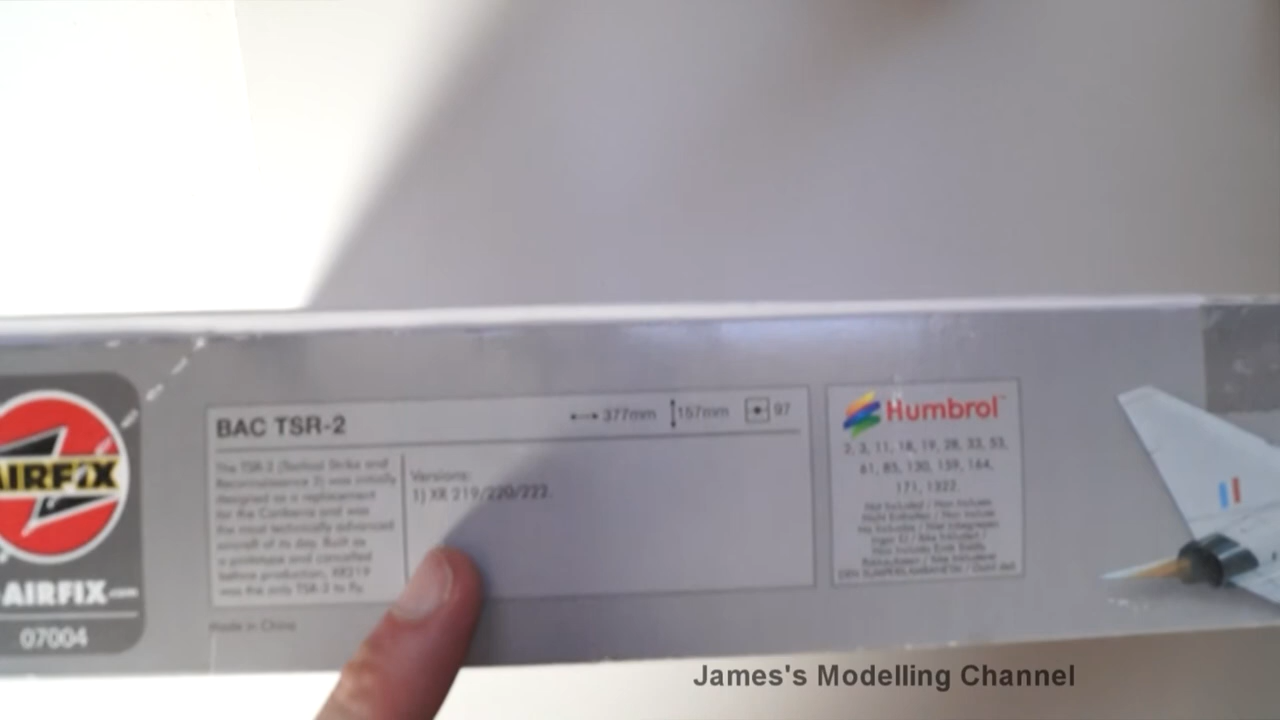 AIRFIX
AIRFIX.com
07004
BAC TSR-2
377mm 157mm 97
The TSR-2 (Tactical Strike and
Reconnaissance 2) was initially
designed as a replacement
for the Canberra and was
the most technically advanced
aircraft of its day. Built as
a prototype and cancelled
before production, XR219
was the only TSR-2 to fly.
Versions:
1) XR 219/220/222.
Made in China
Humbrol
2, 3, 11, 18, 19, 28, 33, 53,
61, 85, 130, 159, 164,
171, 1322.
Not Included / Non Inclus
James's Modelling Channel